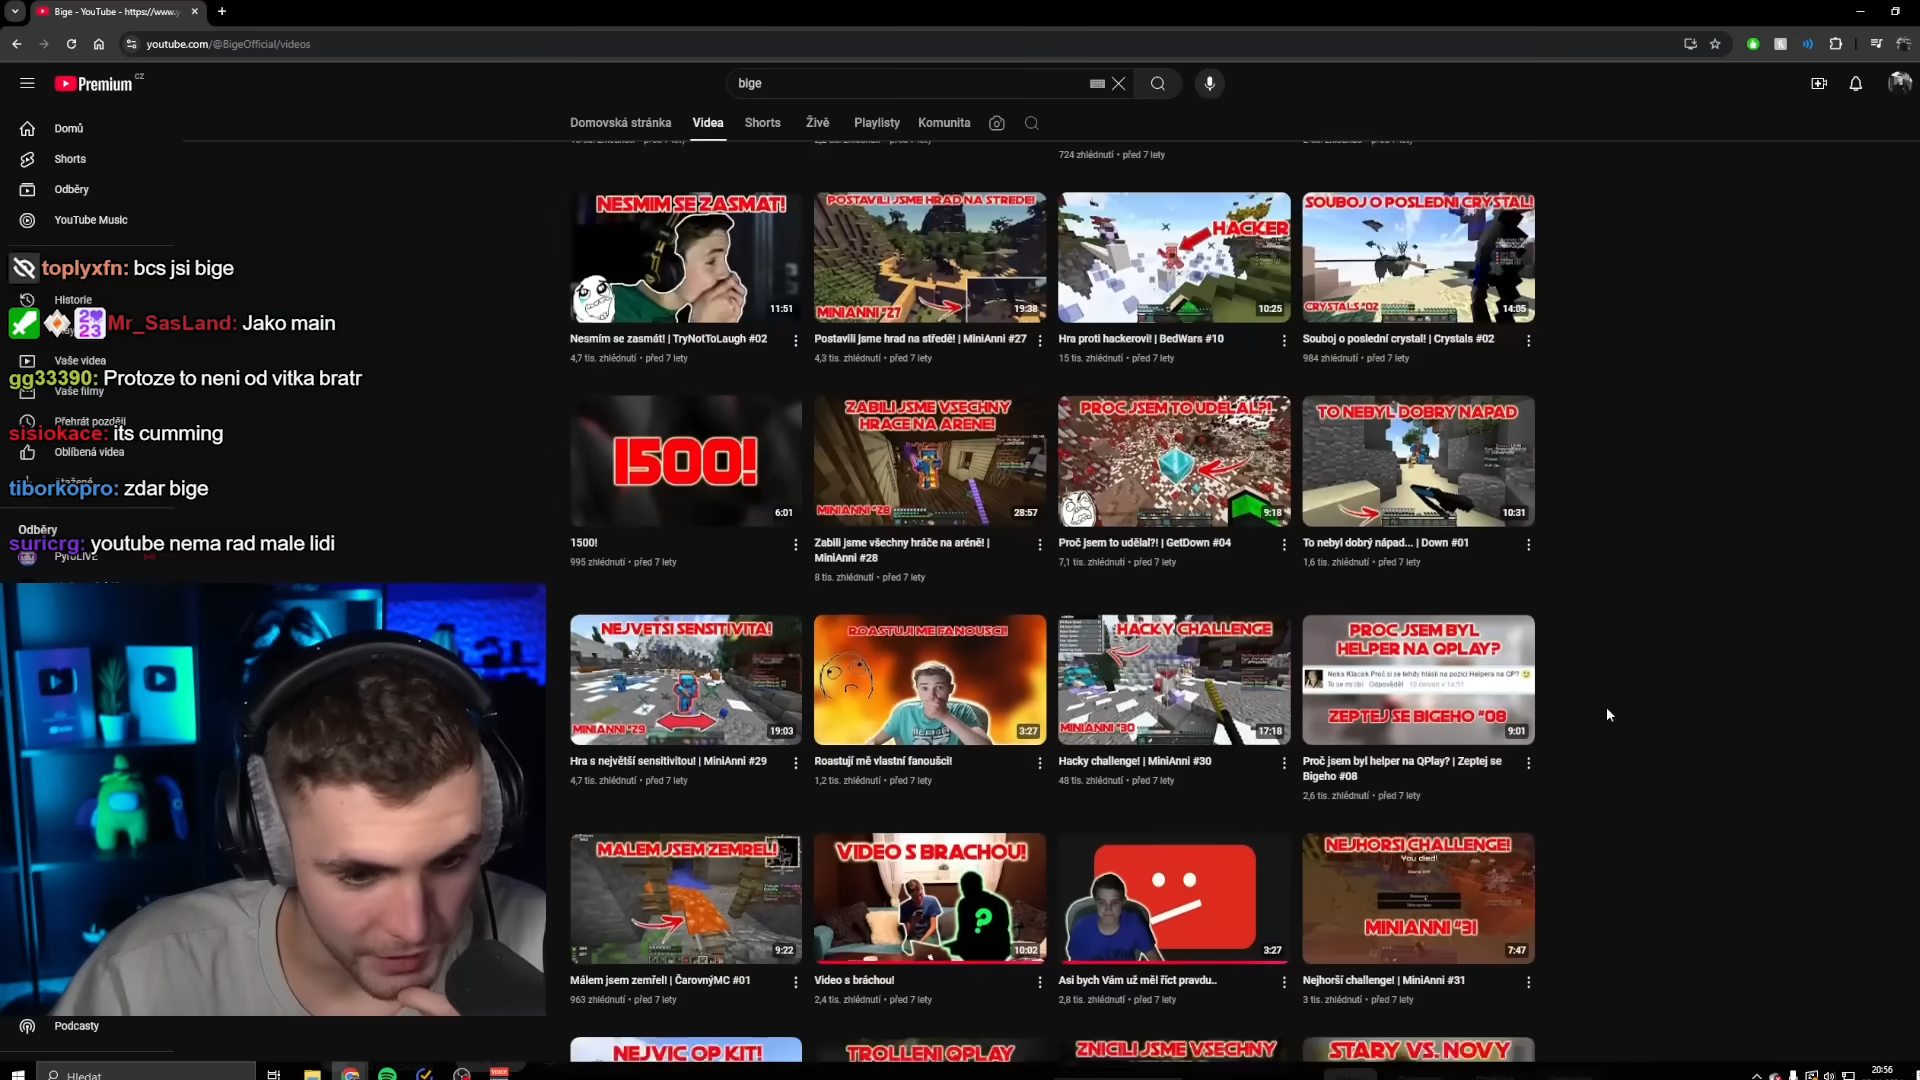 Bige - YouTube - https://www.y
youtube.com/@BigeOfficial/videos
Premium CZ
bige
Domovská stránka
Videa
Shorts
Živě
Playlisty
Komunita
Domů
Shorts
Odběry
YouTube Music
Historie
Vaše videa
Vaše filmy
Přehrát později
Oblíbená videa
Odběry
PyroLIVE
Podcasty
toplyxfn: bcs jsi bige
2023 Mr_SasLand: Jako main
gg33390: Protoze to neni od vitka bratr
sisiokace: its cumming
tiborkopro: zdar bige
suricrg: youtube nema rad male lidi
724 zhlédnutí • před 7 lety
NESMIM SE ZASMAT!
11:51
Nesmím se zasmát! | TryNotToLaugh #02
4,7 tis. zhlédnutí • před 7 lety
POSTAVILI JSME HRAD NA STREDE!
MINIANNI #27
19:38
Postavili jsme hrad na středě! | MiniAnni #27
4,3 tis. zhlédnutí • před 7 lety
HACKER
10:25
Hra proti hackerovi! | BedWars #10
15 tis. zhlédnutí • před 7 lety
SOUBOJ O POSLEDNI CRYSTAL!
CRYSTALS #02
14:05
Souboj o poslední crystal! | Crystals #02
984 zhlédnutí • před 7 lety
1500!
6:01
1500!
995 zhlédnutí • před 7 lety
ZABILI JSME VSECHNY
HRACE NA ARENE!
MINIANNI #28
28:57
Zabili jsme všechny hráče na aréně! |
MiniAnni #28
8 tis. zhlédnutí • před 7 lety
PROC JSEM TO UDELAL?!
9:18
Proč jsem to udělal?! | GetDown #04
7,1 tis. zhlédnutí • před 7 lety
TO NEBYL DOBRY NAPAD
10:31
To nebyl dobrý nápad... | Down #01
1,6 tis. zhlédnutí • před 7 lety
NEJVETSI SENSITIVITA!
MINIANNI #29
19:03
Hra s největší sensitivitou! | MiniAnni #29
4,7 tis. zhlédnutí • před 7 lety
ROASTUJI ME FANOUSCI!
3:27
Roastují mě vlastní fanoušci!
1,2 tis. zhlédnutí • před 7 lety
HACKY CHALLENGE
MINIANNI #30
17:18
Hacky challenge! | MiniAnni #30
48 tis. zhlédnutí • před 7 lety
PROC JSEM BYL
HELPER NA QPLAY?
Neks Klacek Proč si se tehdy hlásil na pozici Helpera na QP?
ZEPTEJ SE BIGEHO #08
9:01
Proč jsem byl helper na QPlay? | Zeptej se
Bigeho #08
2,6 tis. zhlédnutí • před 7 lety
MALEM JSEM ZEMREL!
9:22
Málem jsem zemřel! | ČarovnýMC #01
963 zhlédnutí • před 7 lety
VIDEO S BRACHOU!
?
10:02
Video s bráchou!
2,4 tis. zhlédnutí • před 7 lety
3:27
Asi bych Vám už měl říct pravdu..
2,8 tis. zhlédnutí • před 7 lety
NEJHORSI CHALLENGE!
You died!
MINIANNI #31
7:47
Nejhorší challenge! | MiniAnni #31
3 tis. zhlédnutí • před 7 lety
NEJVIC OP KIT!
TROLLENI QPLAY
ZNICILI JSME VSECHNY
STARY VS. NOVY
Hledat
20:56